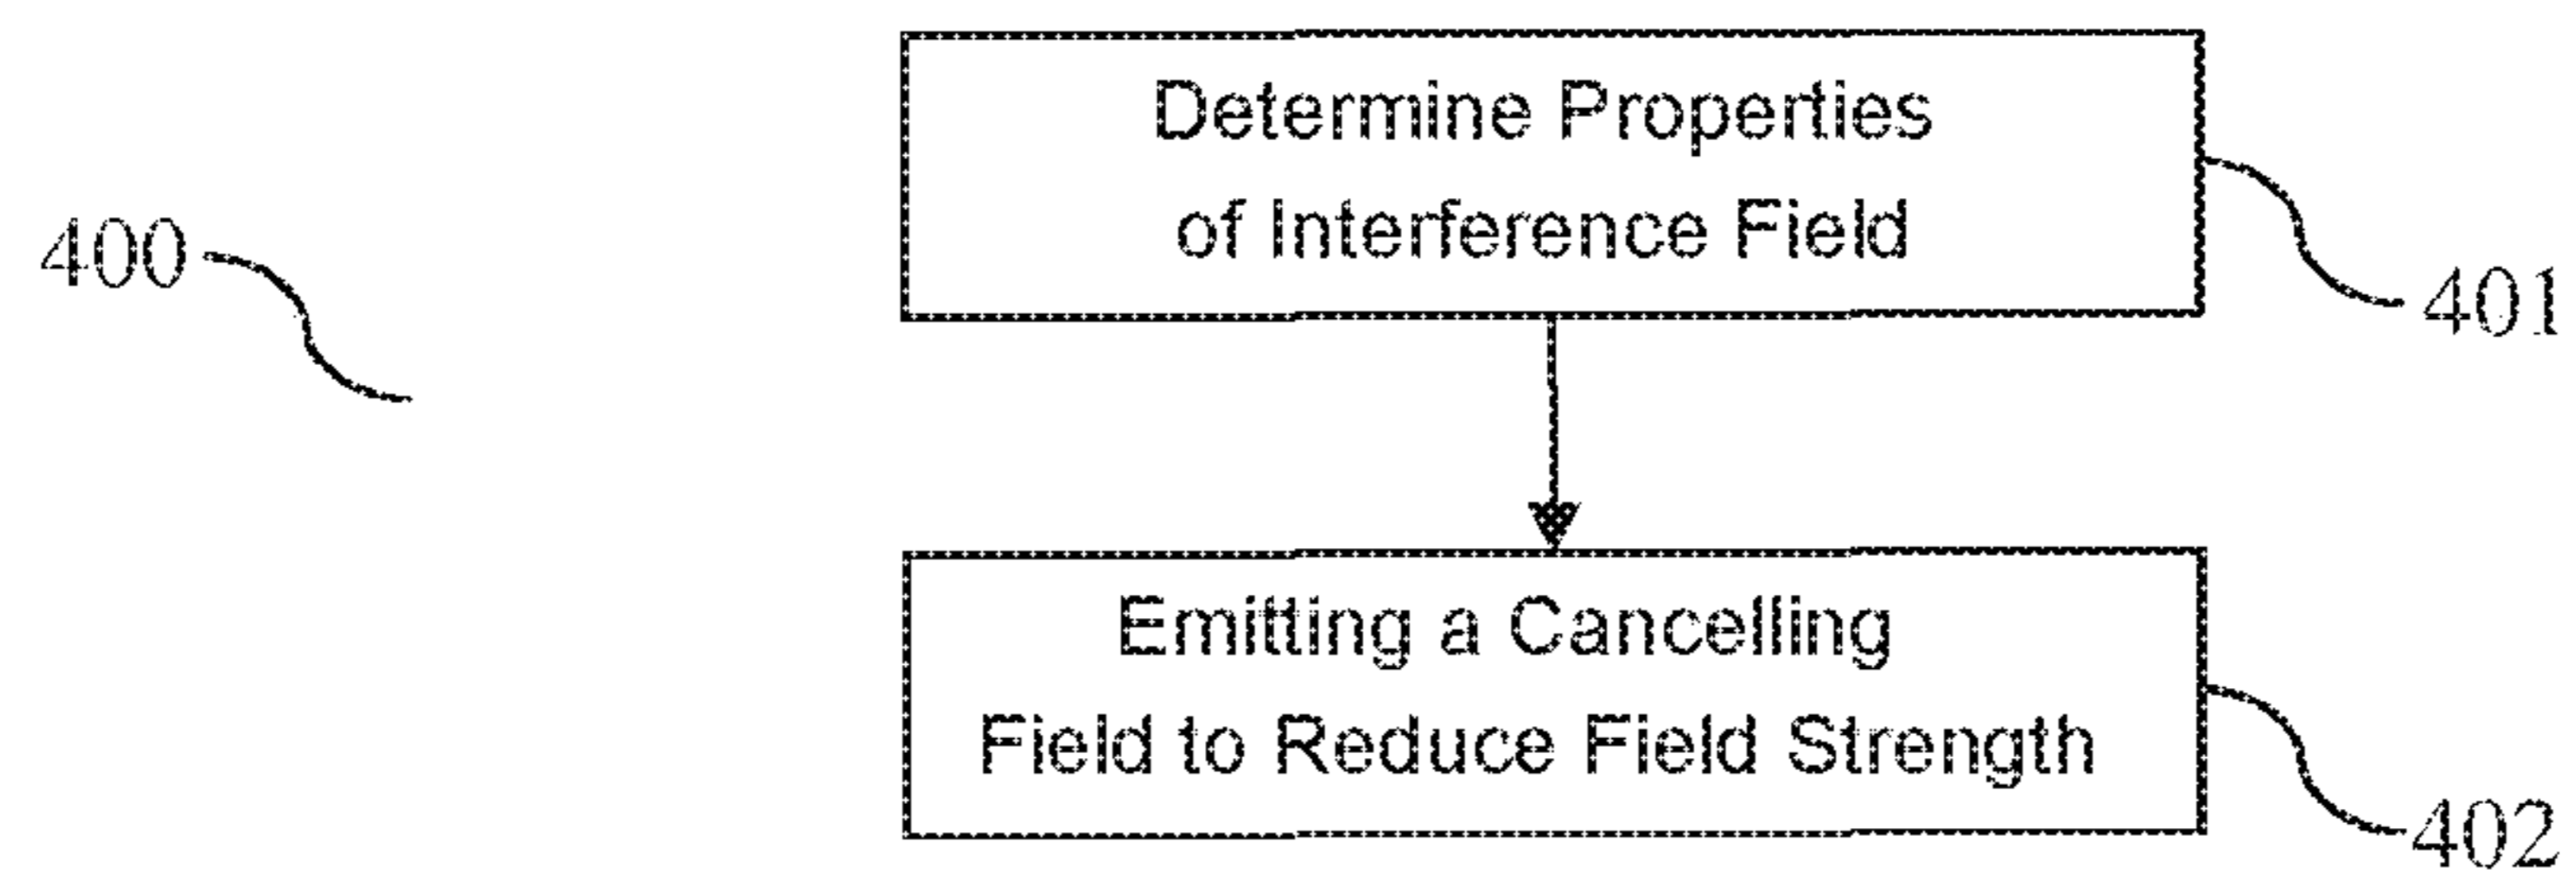 Determine Properties
of Interference Field
400
401
Emitting a Cancelling
Field to Reduce Field Strength
402